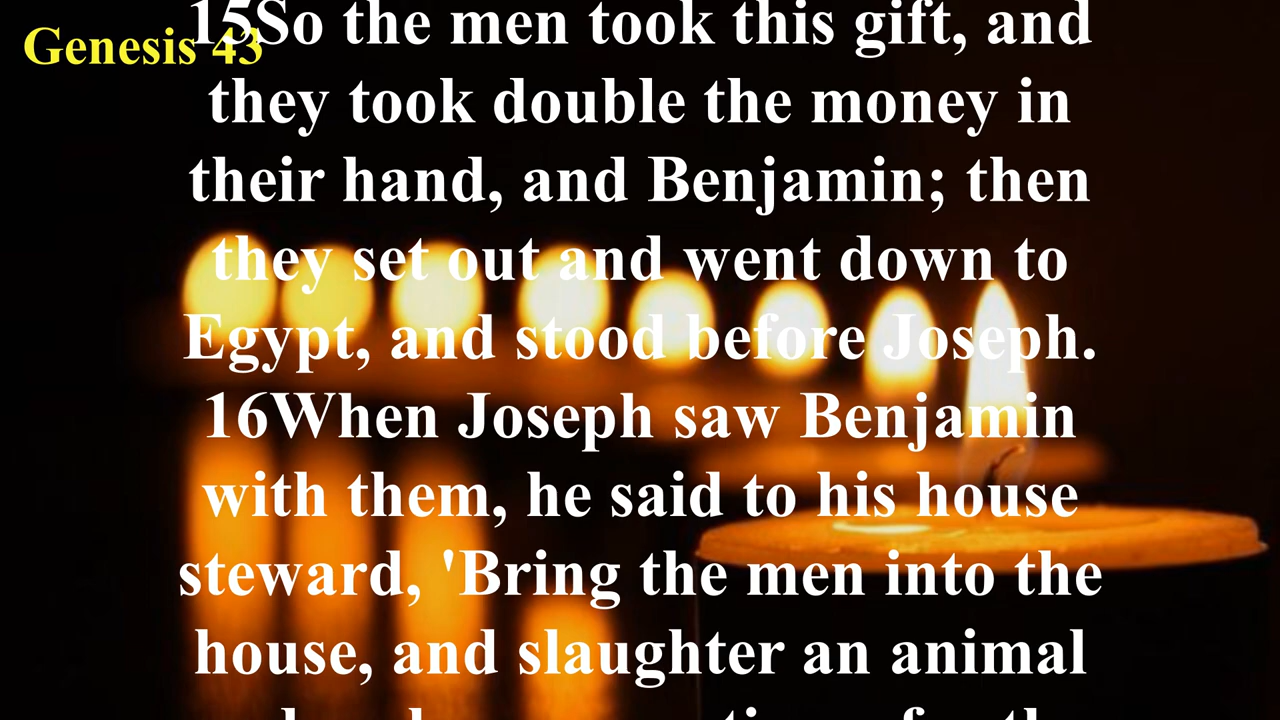 Genesis 43
15So the men took this gift, and
they took double the money in
their hand, and Benjamin; then
they set out and went down to
Egypt, and stood before Joseph.
16When Joseph saw Benjamin
with them, he said to his house
steward, 'Bring the men into the
house, and slaughter an animal